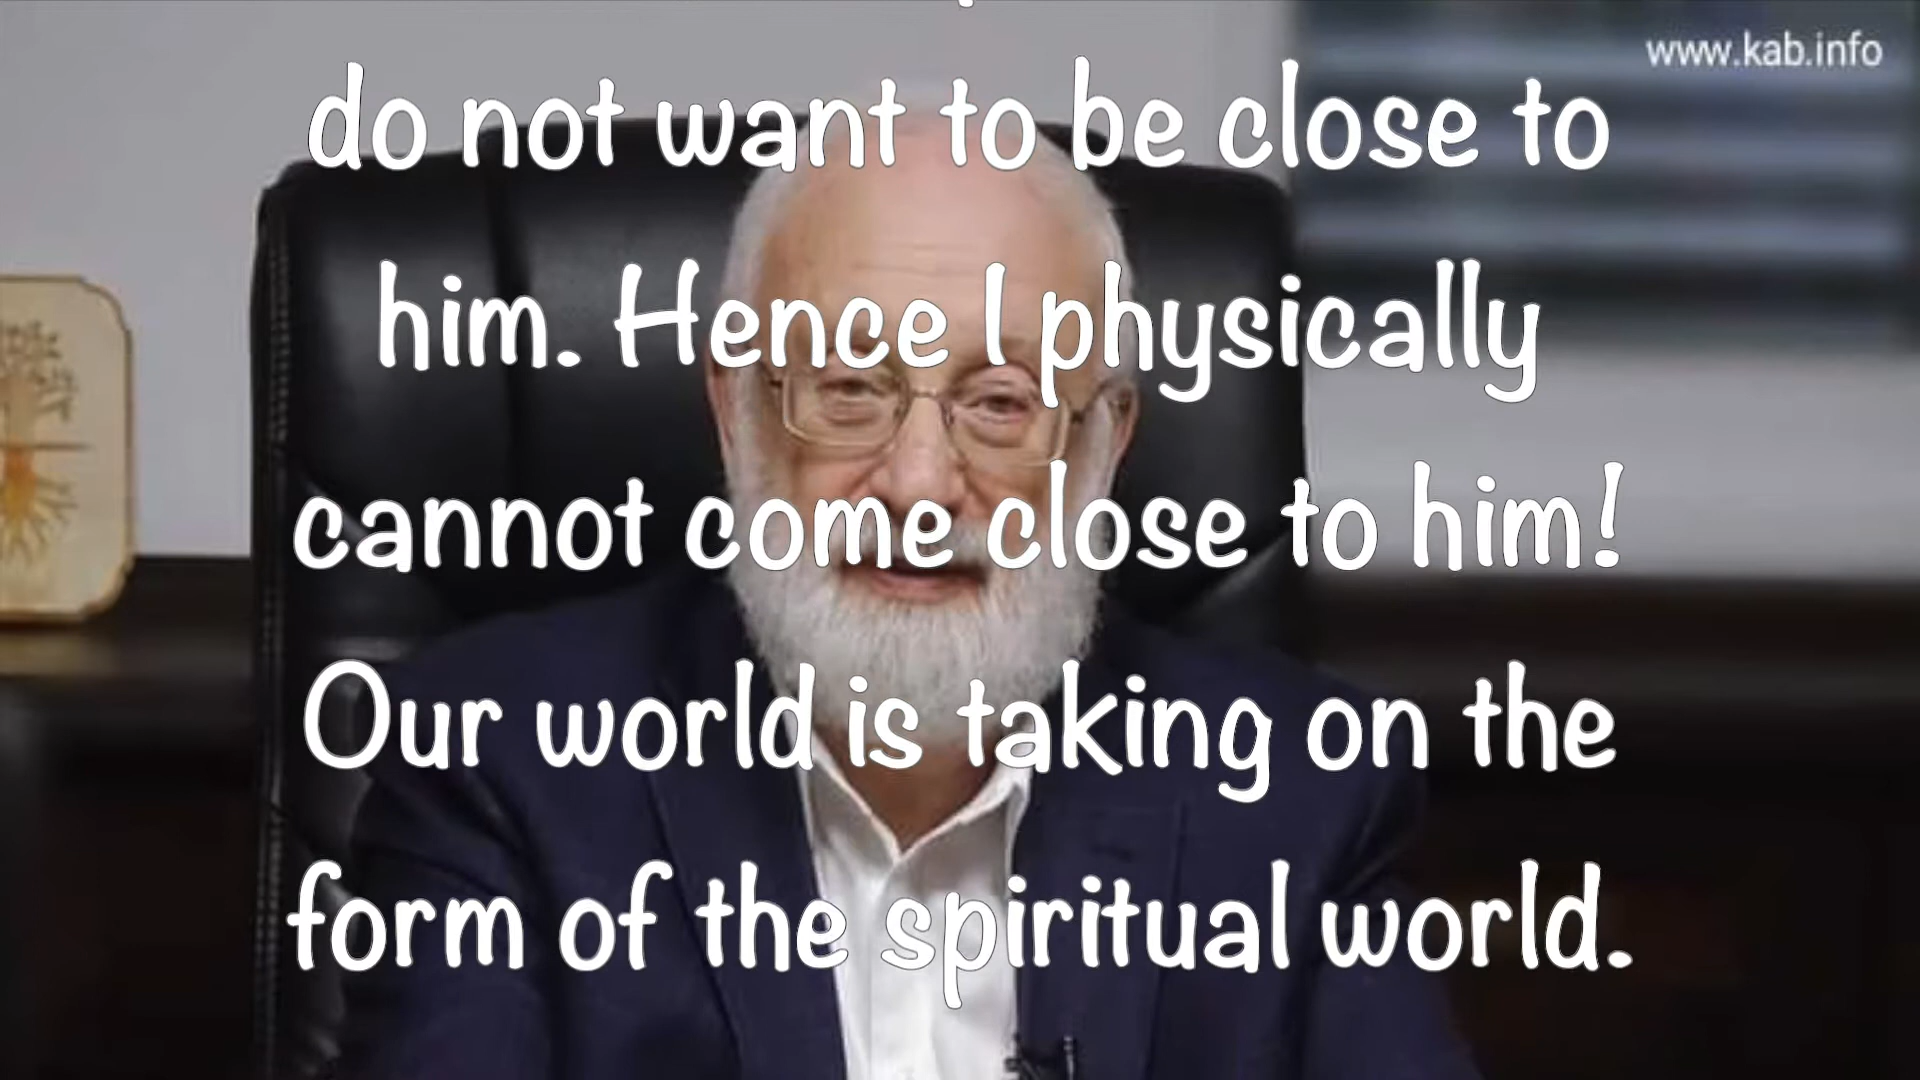 www.kab.info
do not want to be close to
him. Hence I physically
cannot come close to him!
Our world is taking on the
form of the spiritual world.